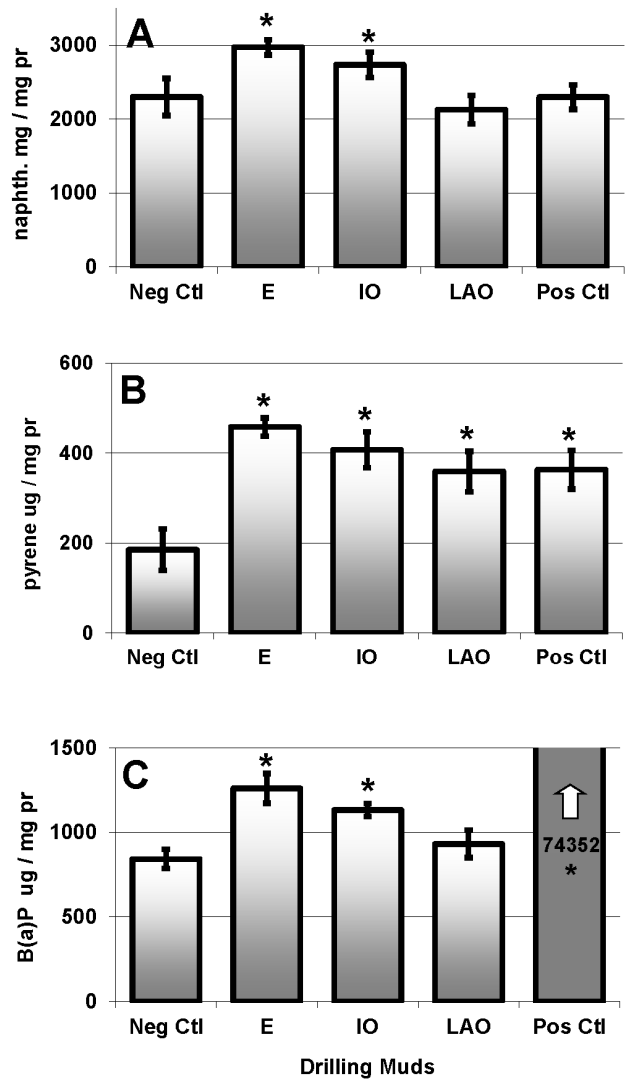 A
naphth. mg / mg pr
3000
2000
1000
0
* *
Neg Ctl E IO LAO Pos Ctl
B
pyrene ug / mg pr
600
400
200
0
* * * *
Neg Ctl E IO LAO Pos Ctl
C
B(a)P ug / mg pr
1500
1000
500
0
* *
74352
*
Neg Ctl E IO LAO Pos Ctl
Drilling Muds